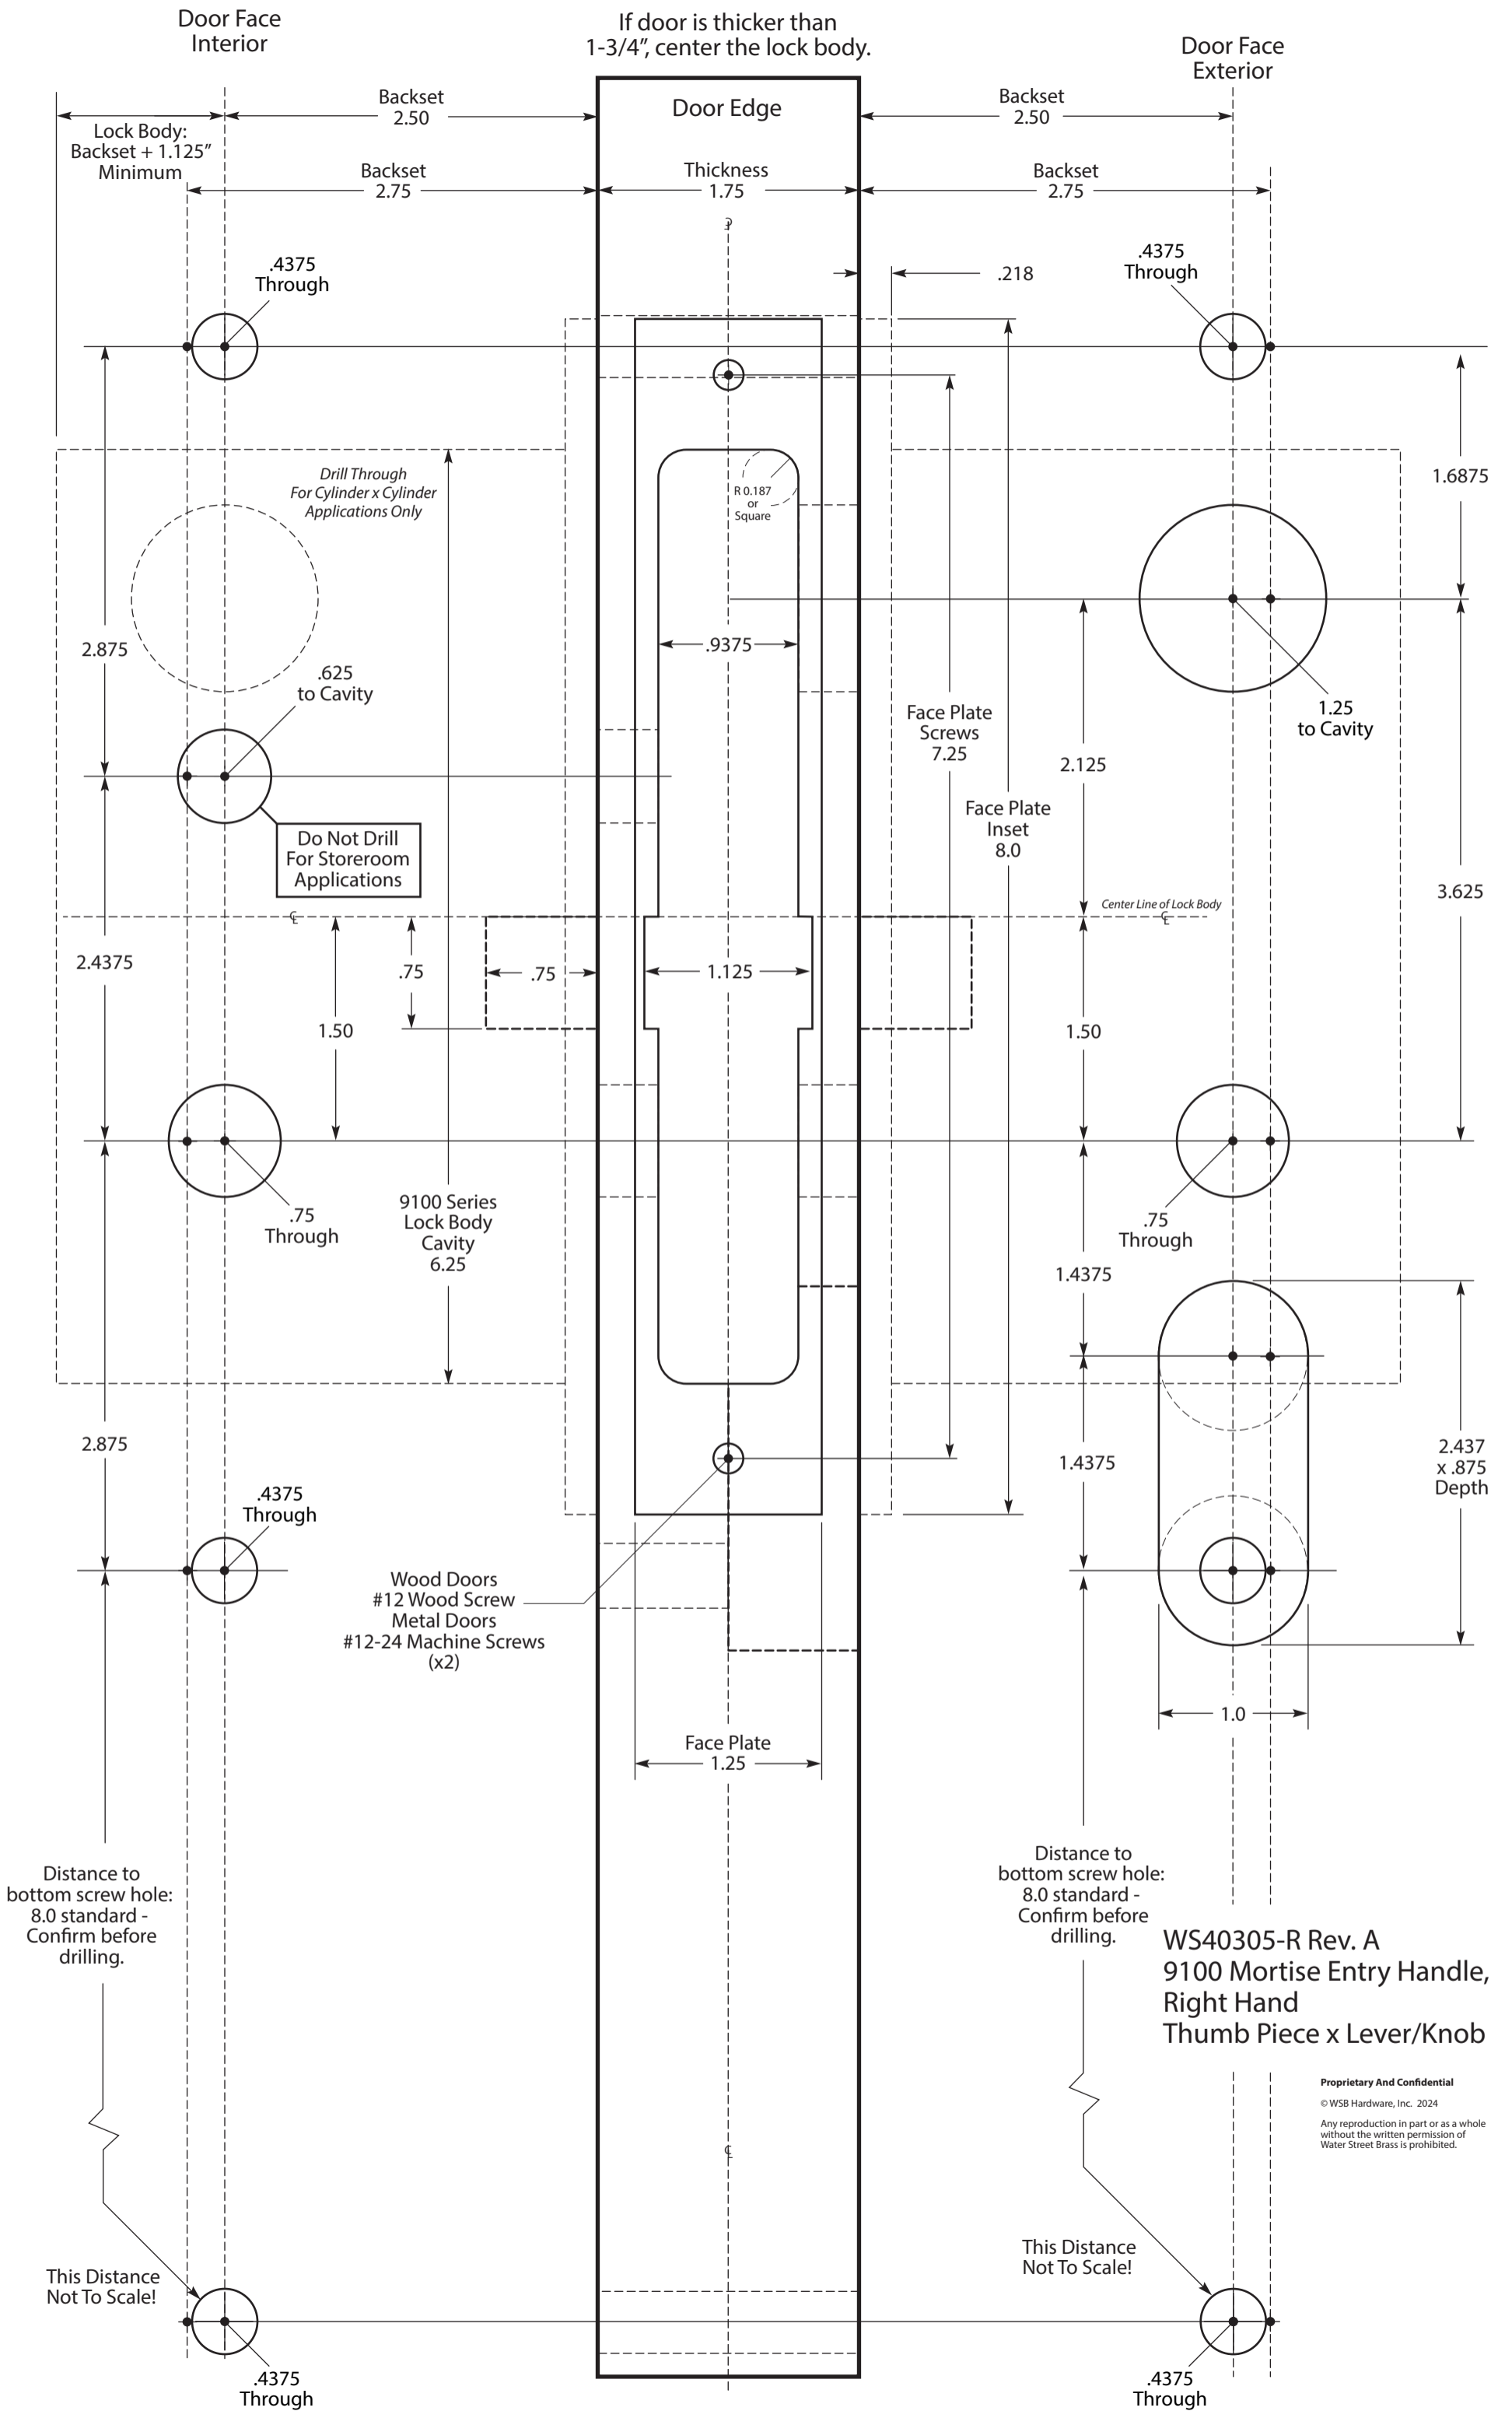 Door Face
Interior
If door is thicker than
1-3/4”, center the lock body.
Door Face
Exterior
Door Edge
Backset
2.50
Backset
2.50
Lock Body:
Backset + 1.125”
Minimum
Backset
2.75
Thickness
1.75
Backset
2.75
.4375
Through
.218
.4375
Through
Drill Through
For Cylinder x Cylinder
Applications Only
R 0.187
or
Square
1.6875
2.875
.9375
.625
to Cavity
Face Plate
Screws
7.25
1.25
to Cavity
2.125
Face Plate
Inset
8.0
Do Not Drill
For Storeroom
Applications
3.625
Center Line of Lock Body
2.4375
.75
.75
1.125
1.50
1.50
.75
Through
9100 Series
Lock Body
Cavity
6.25
.75
Through
1.4375
2.875
1.4375
2.437
x .875
Depth
.4375
Through
Wood Doors
#12 Wood Screw
Metal Doors
#12-24 Machine Screws
(x2)
1.0
Face Plate
1.25
Distance to
bottom screw hole:
8.0 standard -
Confirm before
drilling.
Distance to
bottom screw hole:
8.0 standard -
Confirm before
drilling.
WS40305-R Rev. A
9100 Mortise Entry Handle,
Right Hand
Thumb Piece x Lever/Knob
Proprietary And Confidential
© WSB Hardware, Inc. 2024
Any reproduction in part or as a whole
without the written permission of
Water Street Brass is prohibited.
This Distance
Not To Scale!
This Distance
Not To Scale!
.4375
Through
.4375
Through